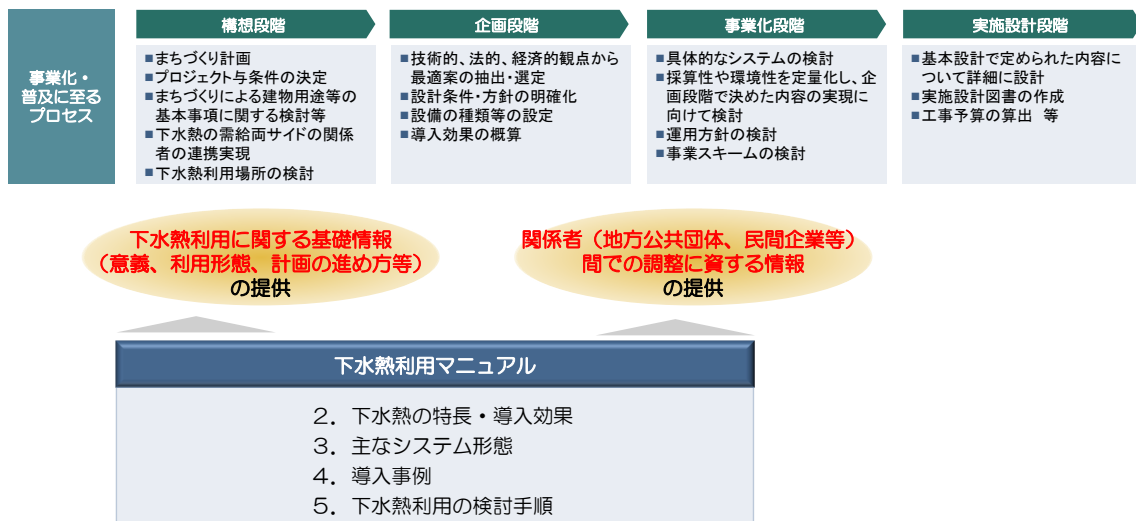 事業化・
普及に至る
プロセス
構想段階
■まちづくり計画
■プロジェクト与条件の決定
■まちづくりによる建物用途等の
基本事項に関する検討等
■下水熱の需給両サイドの関係
者の連携実現
■下水熱利用場所の検討
企画段階
■技術的、法的、経済的観点から
最適案の抽出・選定
■設計条件・方針の明確化
■設備の種類等の設定
■導入効果の概算
事業化段階
■具体的なシステムの検討
■採算性や環境性を定量化し、企
画段階で決めた内容の実現に
向けて検討
■運用方針の検討
■事業スキームの検討
実施設計段階
■基本設計で定められた内容に
ついて詳細に設計
■実施設計図書の作成
■工事予算の算出 等
下水熱利用に関する基礎情報
（意義、利用形態、計画の進め方等）
の提供
関係者（地方公共団体、民間企業等）
間での調整に資する情報
の提供
下水熱利用マニュアル
２．下水熱の特長・導入効果
３．主なシステム形態
４．導入事例
５．下水熱利用の検討手順